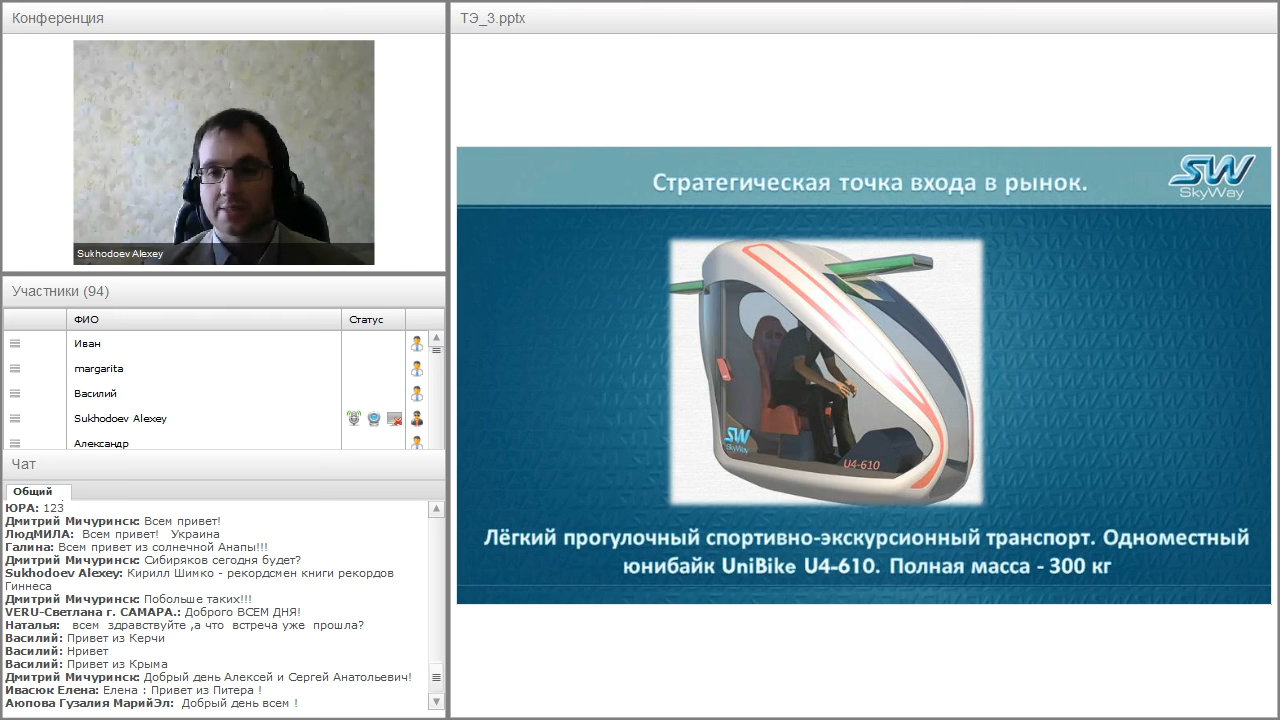 Конференция
Sukhodoev Alexey
Участники (94)
ФИО
Статус
Иван
margarita
Василий
Sukhodoev Alexey
Александр
Чат
Общий
ЮРА: 123
Дмитрий Мичуринск: Всем привет!
ЛюдМИЛА: Всем привет! Украина
Галина: Всем привет из солнечной Анапы!!!
Дмитрий Мичуринск: Сибиряков сегодня будет?
Sukhodoev Alexey: Кирилл Шимко - рекордсмен книги рекордов
Гиннеса
Дмитрий Мичуринск: Побольше таких!!!
VERU-Светлана г. САМАРА.: Доброго ВСЕМ ДНЯ!
Наталья: всем здравствуйте ,а что встреча уже прошла?
Василий: Привет из Керчи
Василий: Нривет
Василий: Привет из Крыма
Дмитрий Мичуринск: Добрый день Алексей и Сергей Анатольевич!
Ивасюк Елена: Елена : Привет из Питера !
Аюпова Гузалия МарийЭл: Добрый день всем !
ТЭ_3.pptx
Стратегическая точка входа в рынок.
SW
SkyWay
SW
SkyWay
U4-610
Лёгкий прогулочный спортивно-экскурсионный транспорт. Одноместный
юнибайк UniBike U4-610. Полная масса - 300 кг